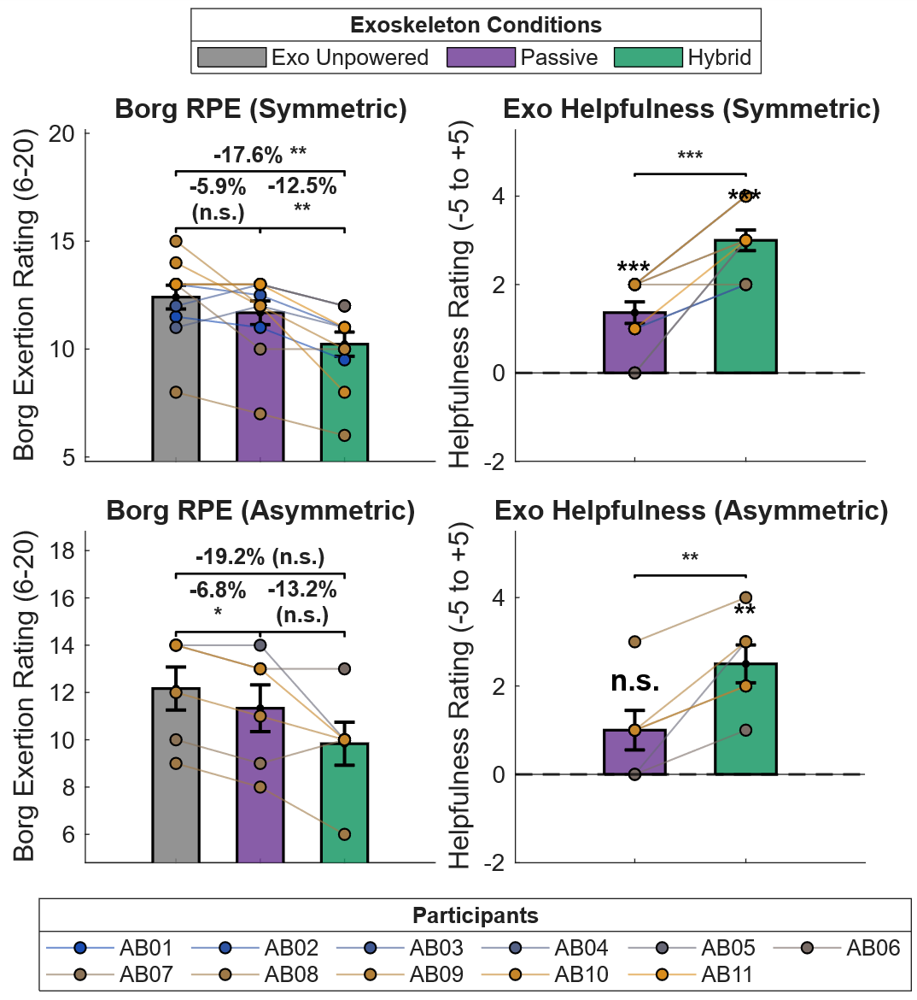 Exoskeleton Conditions
Exo Unpowered Passive Hybrid
Borg RPE (Symmetric)
Borg Exertion Rating (6-20)
20
15
10
5
-17.6% **
-5.9% -12.5%
(n.s.) **
Exo Helpfulness (Symmetric)
Helpfulness Rating (-5 to +5)
4
2
0
-2
***
***
***
Borg RPE (Asymmetric)
Borg Exertion Rating (6-20)
18
16
14
12
10
8
6
-19.2% (n.s.)
-6.8% -13.2%
* (n.s.)
Exo Helpfulness (Asymmetric)
Helpfulness Rating (-5 to +5)
4
2
0
-2
**
**
n.s.
Participants
AB01 AB02 AB03 AB04 AB05 AB06
AB07 AB08 AB09 AB10 AB11